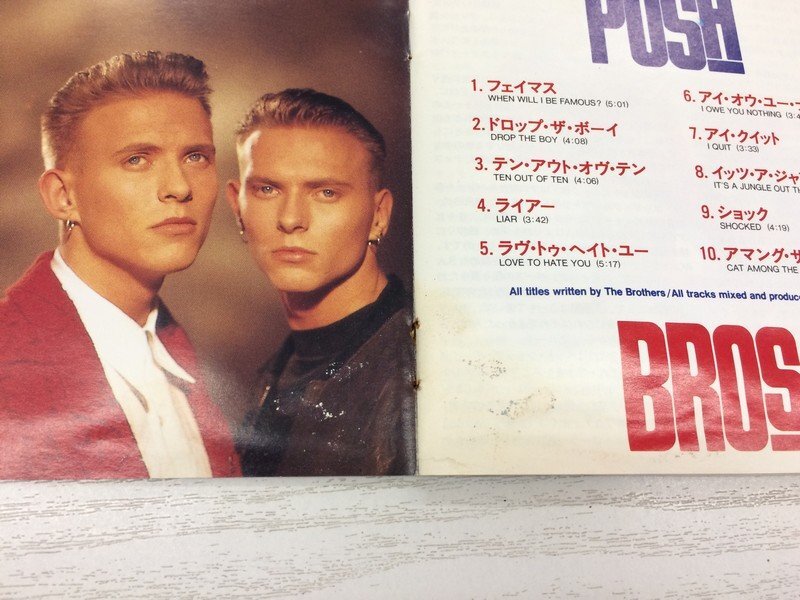 PUSH
1. フェイマス
WHEN WILL I BE FAMOUS? (5:01)
2. ドロップ・ザ・ボーイ
DROP THE BOY (4:08)
3. テン・アウト・オヴ・テン
TEN OUT OF TEN (4:06)
4. ライアー
LIAR (3:42)
5. ラヴ・トゥ・ヘイト・ユー
LOVE TO HATE YOU (5:17)
6. アイ・オウ・ユー・
I OWE YOU NOTHING
7. アイ・クイット
I QUIT (3:33)
8. イッツ・ア・
IT'S A JUNGLE OUT
9. ショック
SHOCKED (4:19)
10. アマング・
CAT AMONG THE
All titles written by The Brothers/All tracks mixed and
BROS